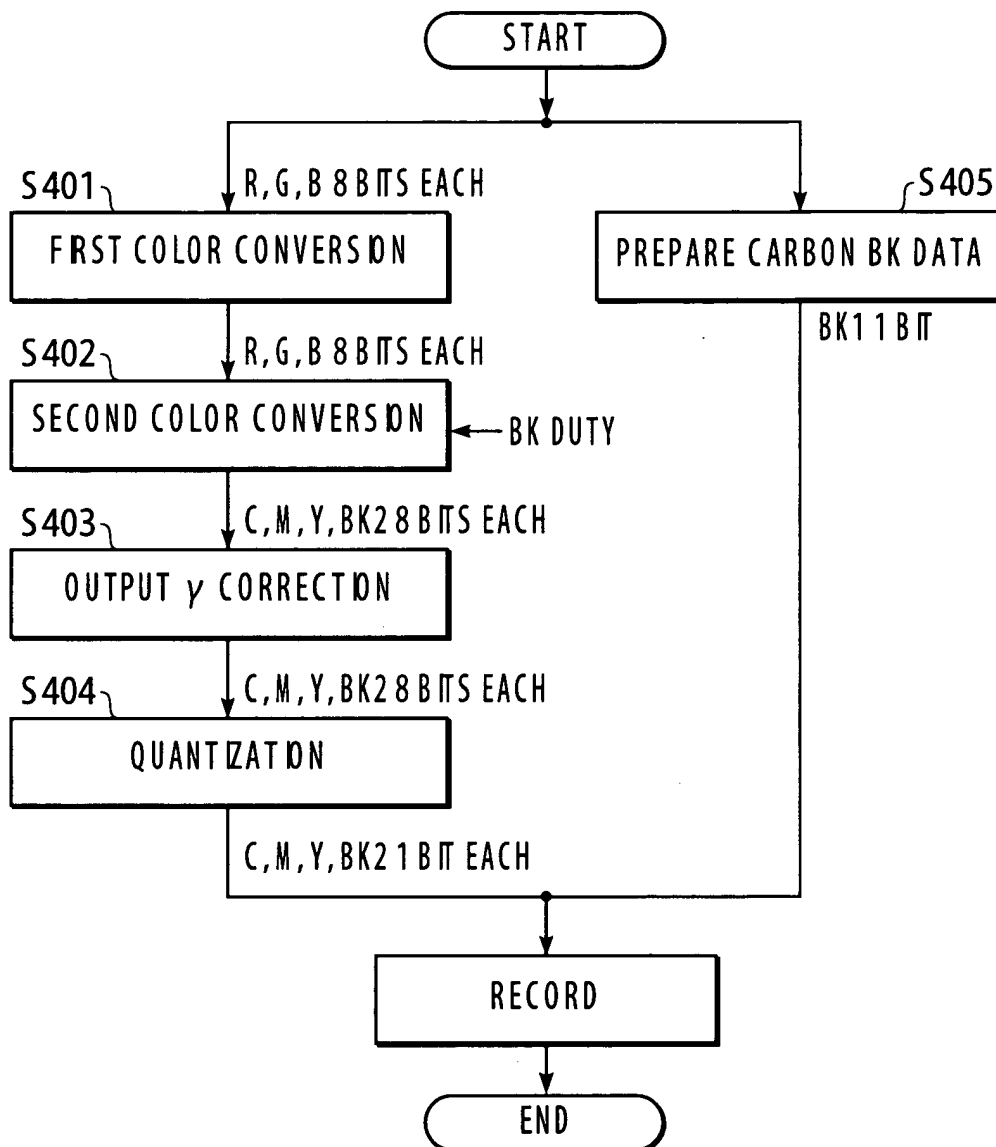 START
R, G, B 8 BITS EACH
S401
FIRST COLOR CONVERSION
S405
PREPARE CARBON BK DATA
BK1 1 BIT
R, G, B 8 BITS EACH
S402
SECOND COLOR CONVERSION
BK DUTY
C, M, Y, BK2 8 BITS EACH
S403
OUTPUT γ CORRECTION
C, M, Y, BK2 8 BITS EACH
S404
QUANTIZATION
C, M, Y, BK2 1 BIT EACH
RECORD
END